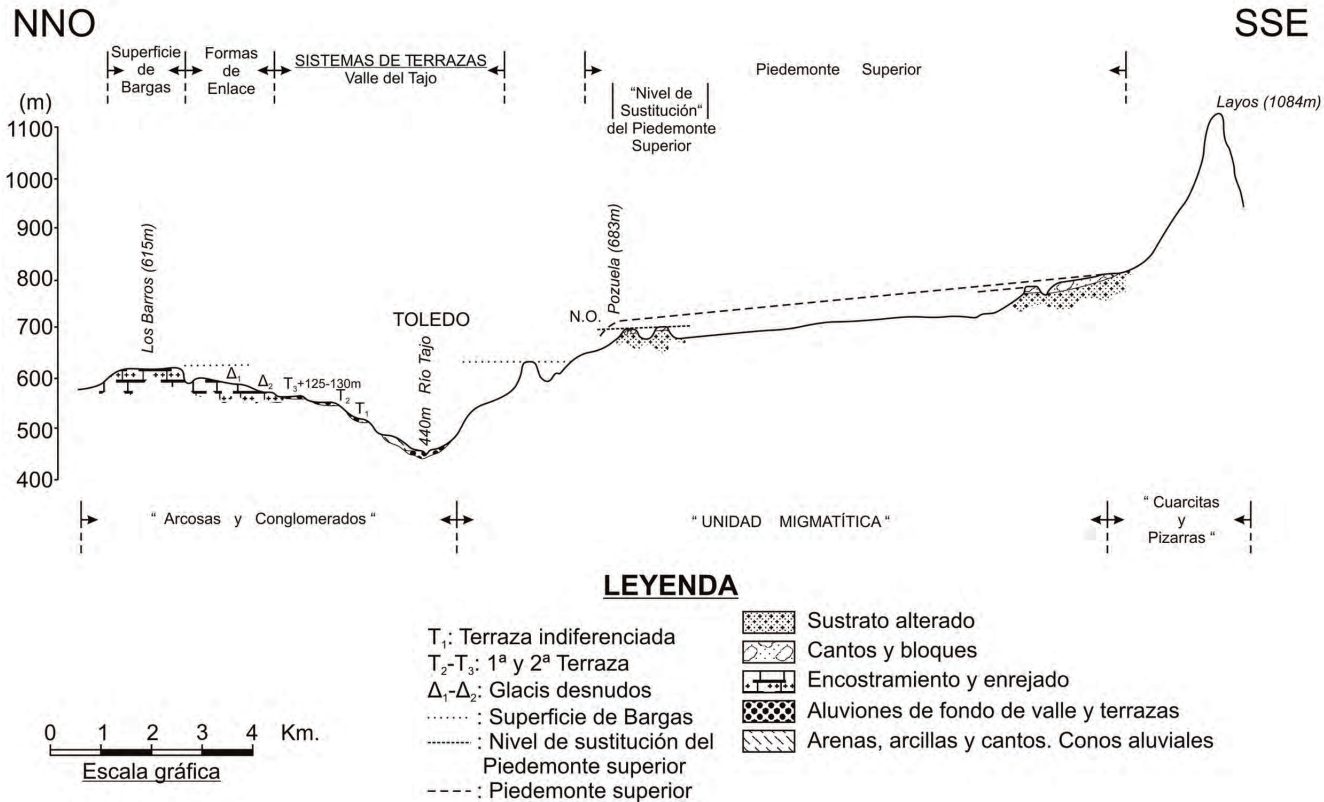 NNO
SSE
Superficie
de
Bargas
Formas
de
Enlace
SISTEMAS DE TERRAZAS
Valle del Tajo
Piedemonte Superior
"Nivel de
Sustitución"
del Piedemonte
Superior
(m)
1100
1000
900
800
700
600
500
400
Layos (1084m)
Los Barros (615m)
Pozuela (683m)
N.O.
TOLEDO
440m Río Tajo
Δ1
Δ2
T3+125-130m
T2
T1
" Arcosas y Conglomerados "
" UNIDAD MIGMATÍTICA "
" Cuarcitas
y
Pizarras "
LEYENDA
T1: Terraza indiferenciada
T2-T3: 1ª y 2ª Terraza
Δ1-Δ2: Glacis desnudos
: Superficie de Bargas
: Nivel de sustitución del
Piedemonte superior
: Piedemonte superior
Sustrato alterado
Cantos y bloques
Encostramiento y enrejado
Aluviones de fondo de valle y terrazas
Arenas, arcillas y cantos. Conos aluviales
0 1 2 3 4 Km.
Escala gráfica